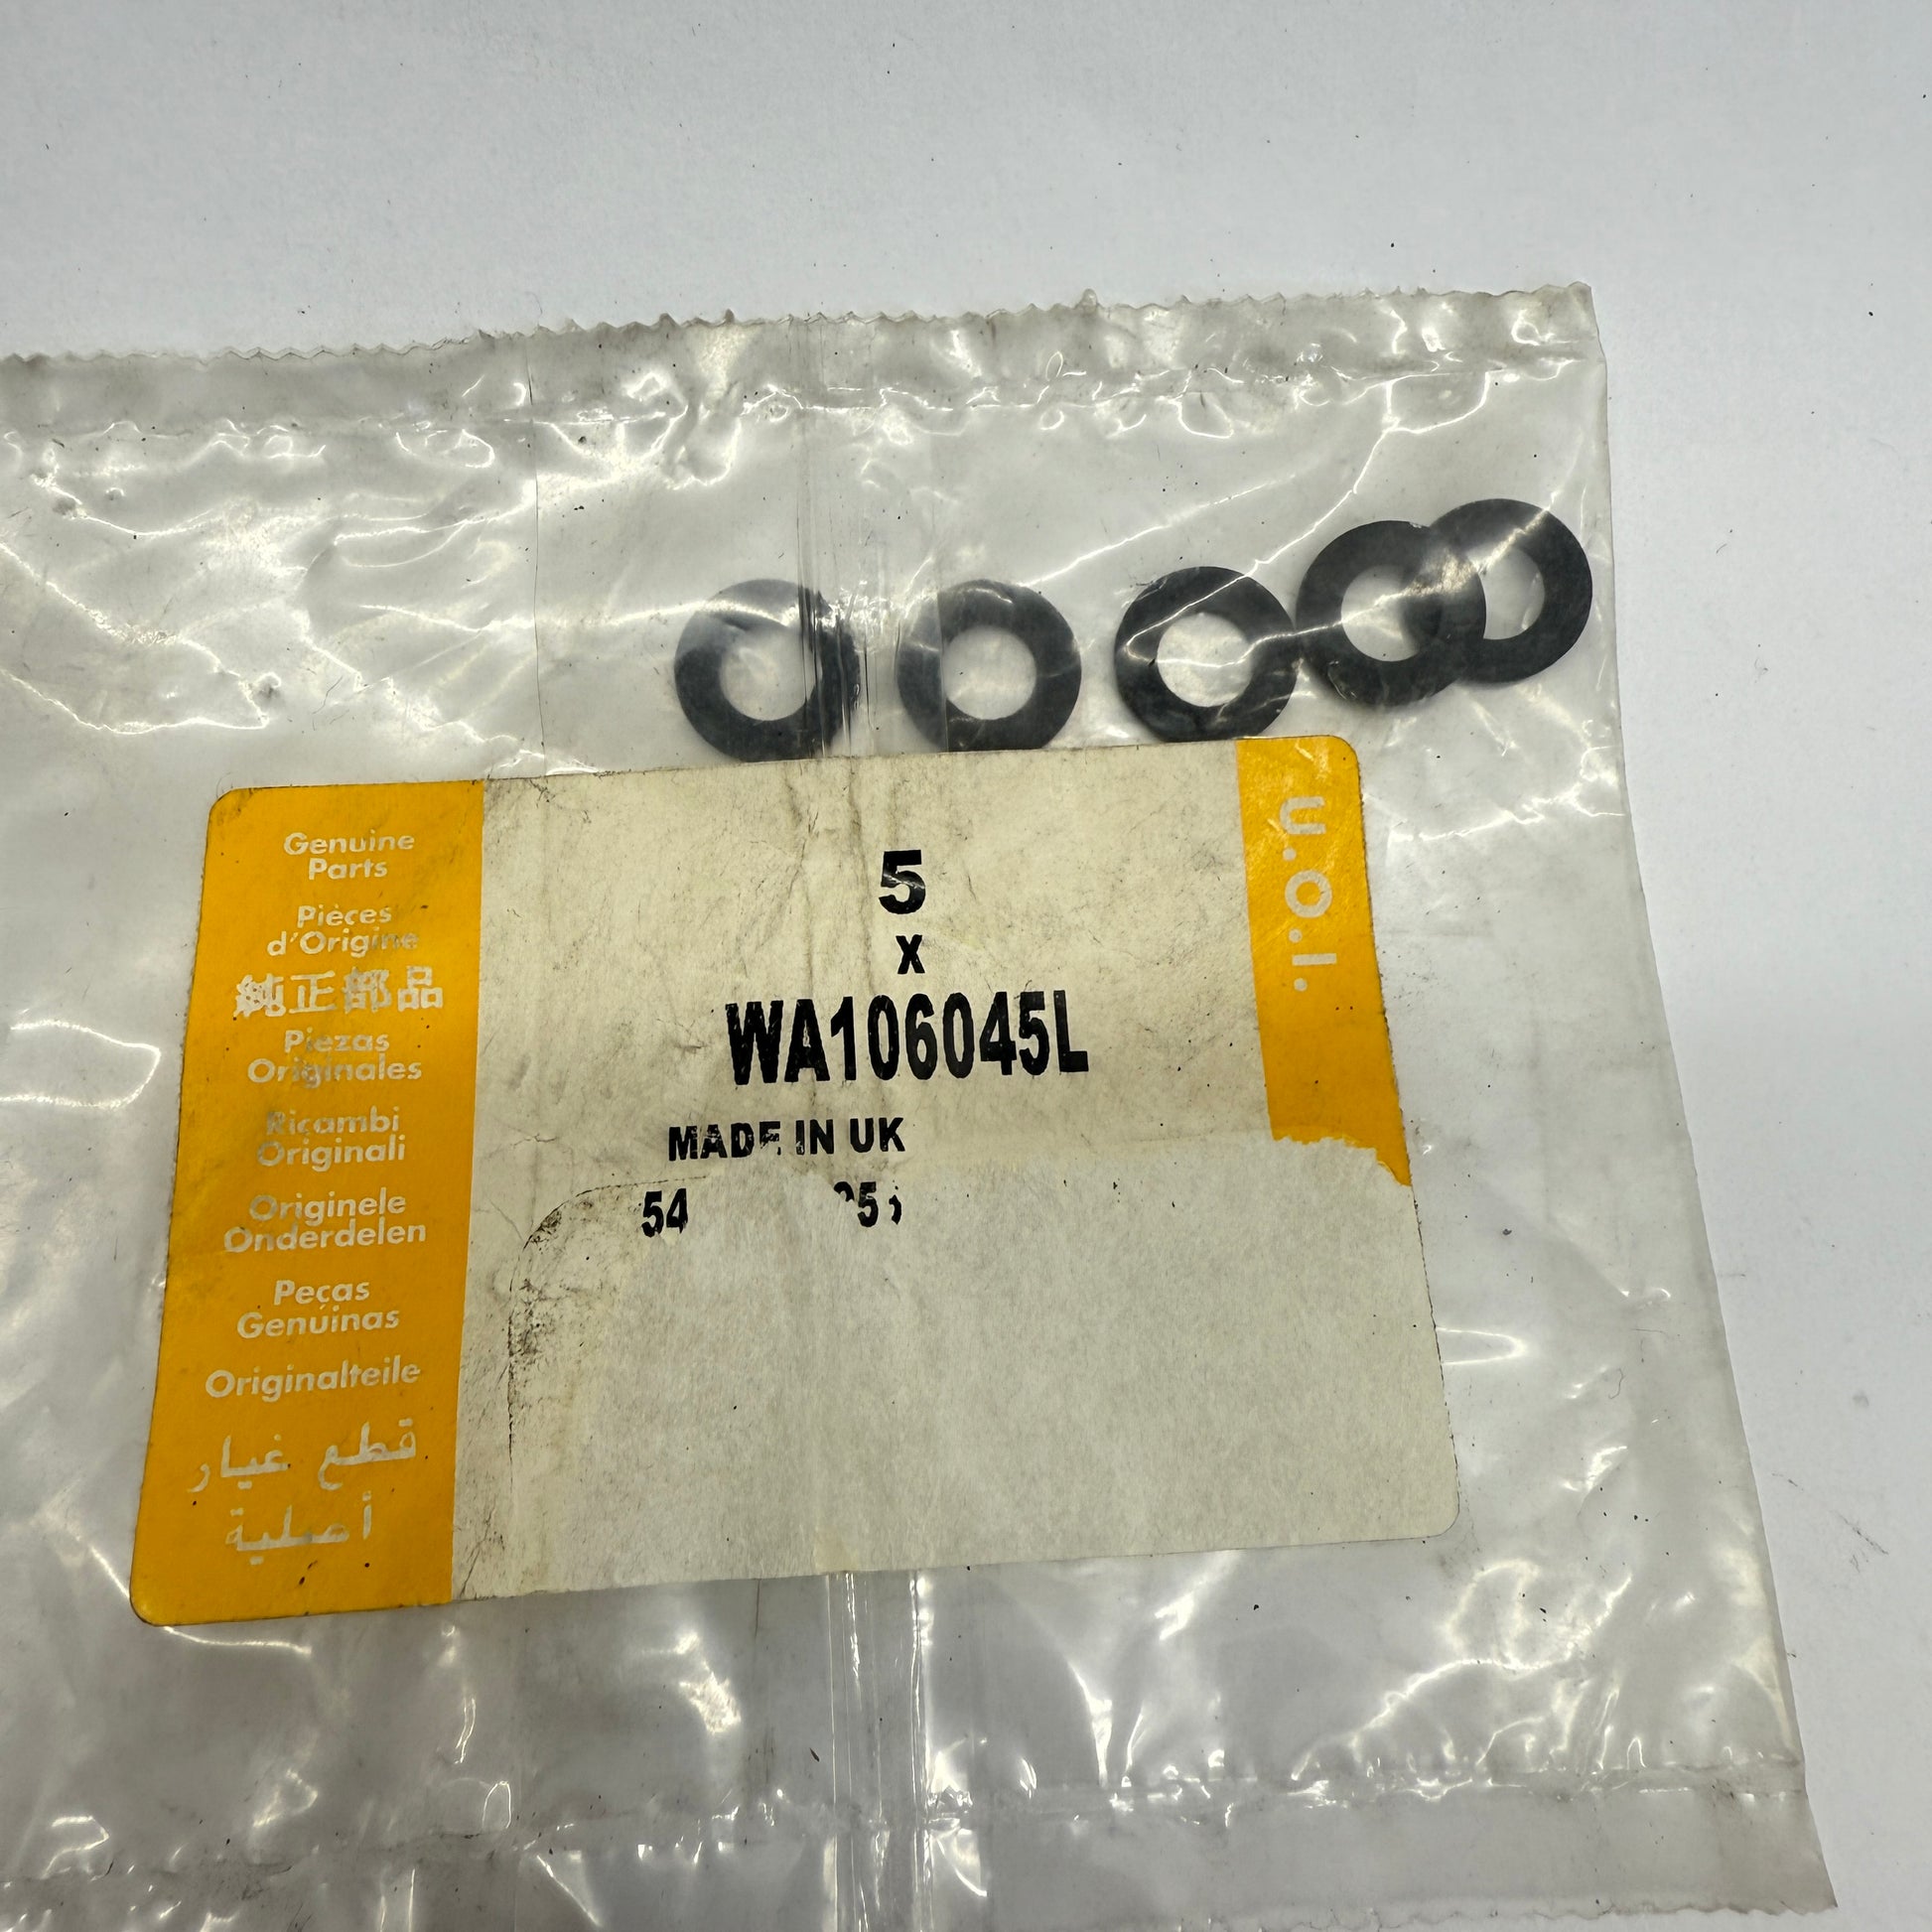 Genuine
Parts
Pièces
d'Origine
純正部品
Piezas
Originales
Ricambi
Originali
Originele
Onderdelen
Peças
Genuínas
Originalteile
قطع غيار
أصلية
5
X
WA106045L
MADE IN UK
54
u.o.i.